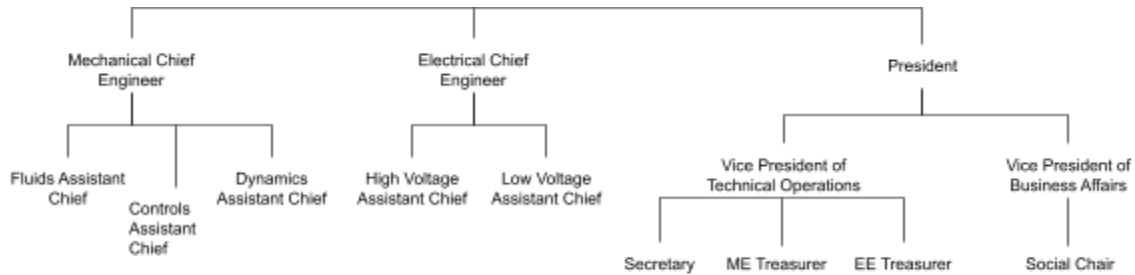 Mechanical Chief
Engineer
Electrical Chief
Engineer
President
Fluids Assistant
Chief
Controls
Assistant
Chief
Dynamics
Assistant Chief
High Voltage
Assistant Chief
Low Voltage
Assistant Chief
Vice President of
Technical Operations
Vice President of
Business Affairs
Secretary
ME Treasurer
EE Treasurer
Social Chair